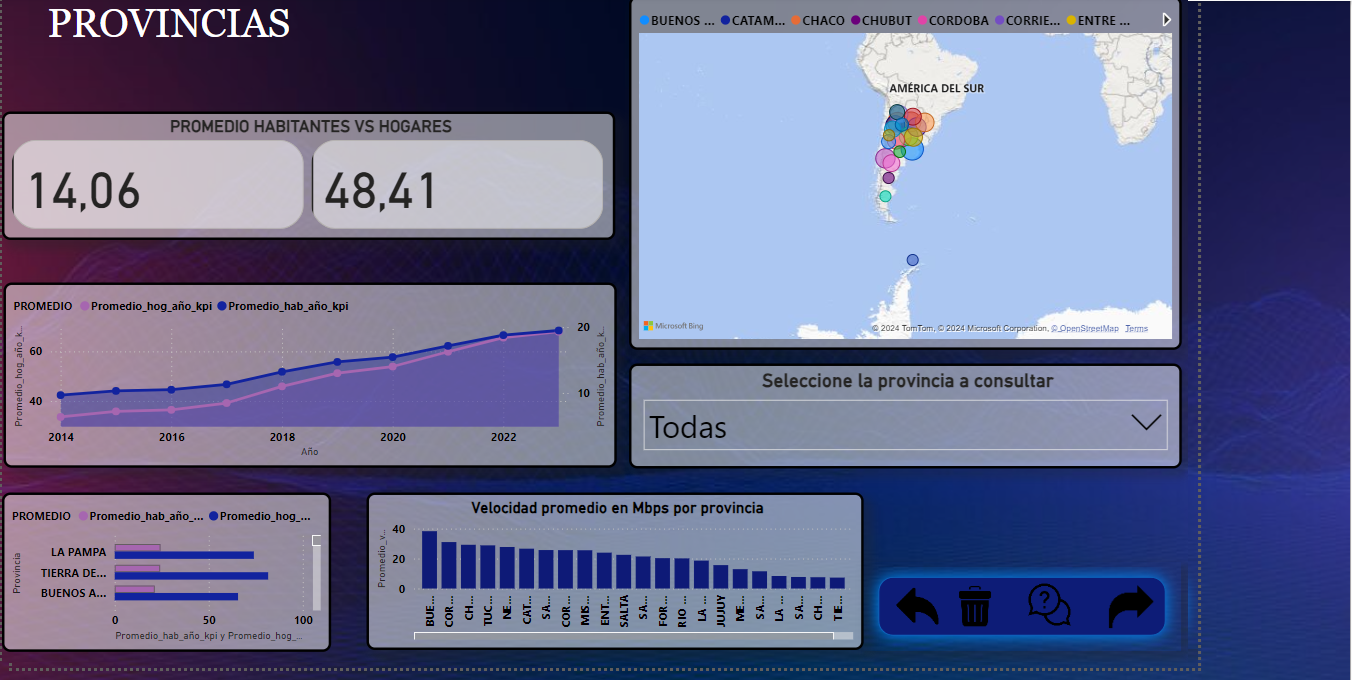 PROVINCIAS
BUENOS ... CATAM... CHACO CHUBUT CORDOBA CORRIE... ENTRE ...
AMÉRICA DEL SUR
Microsoft Bing
© 2024 TomTom, © 2024 Microsoft Corporation, © OpenStreetMap Terms
PROMEDIO HABITANTES VS HOGARES
14,06
48,41
PROMEDIO Promedio_hog_año_kpi Promedio_hab_año_kpi
Promedio_hog_año_k...
60
40
20
10
Promedio_hab_año_k...
2014 2016 2018 2020 2022
Año
Seleccione la provincia a consultar
Todas
PROMEDIO Promedio_hab_año_... Promedio_hog_...
Provincia
LA PAMPA
TIERRA DE...
BUENOS A...
0 50 100
Promedio_hab_año_kpi y Promedio_hog_...
Velocidad promedio en Mbps por provincia
Promedio_v...
40
20
0
BUE... COR... CH... TUC... NE... CAT... SA... COR... MIS... ENT... SALTA SA... FOR... RIO ... LA ... JUJUY ME... SA... LA ... SA... CH... TIE...
?